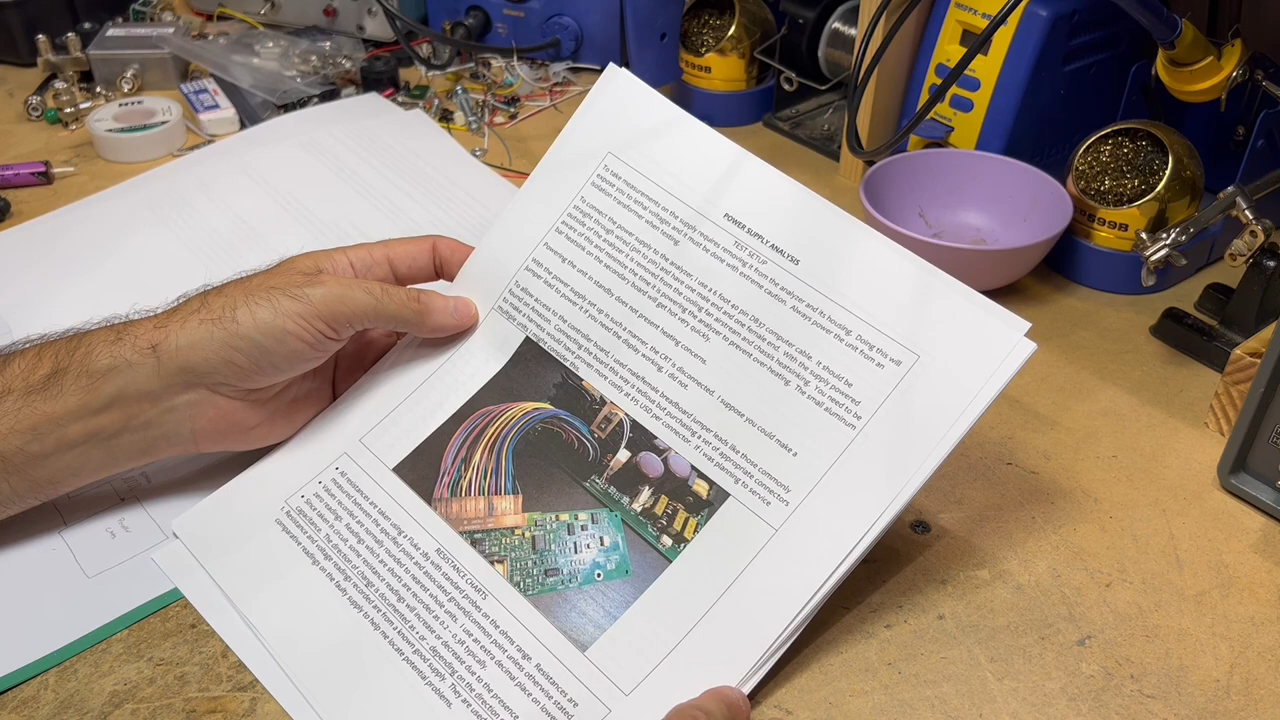 POWER SUPPLY ANALYSIS
TEST SETUP
To take measurements on the supply requires removing it from the analyzer and its housing. Doing this will
expose you to lethal voltages and it must be done with extreme caution. Always power the unit from an
isolation transformer when testing.
To connect the power supply to the analyzer, I use a 6 foot 40 pin DB37 computer cable. It should be
straight through wired (pin to pin) and have one male end and one female end. With the supply powered
outside of the analyzer it is removed from the cooling fan airstream and chassis heatsinking. You need to be
aware of this and minimize the time it is powering the analyzer to prevent over-heating. The small aluminum
bar heatsink on the secondary board will get hot very quickly.
Powering the unit in standby does not present heating concerns.
With the power supply set up in such a manner, the CRT is disconnected. I suppose you could make a
jumper lead to power it if you need the display working, I did not.
To allow access to the controller board, I used male/female breadboard jumper leads like those commonly
found on Amazon. Connecting the board this way is tedious but purchasing a set of appropriate connectors
to make a harness would have proven more costly at $15 USD per connector. If I was planning to service
multiple units I might consider this.
RESISTANCE CHARTS
• All resistances are taken using a Fluke 289 with standard probes on the ohms range. Resistances are
measured between the specified point and associated ground/common point unless otherwise stated
• Values recorded are normally rounded to nearest whole units. I use an extra decimal place on lower
zero readings. Readings which are shorts are recorded as 0.2 – 0.3R typically.
• Since taken in circuit, some resistance readings will increase or decrease due to the presence
capacitance. The direction of change is documented as + or – depending on the direction o
1. Resistance and voltage readings recorded are from a known good supply. They are used
comparative readings on the faulty supply to help me locate potential problems.
NTE
599B
D599B
FX-95
Power